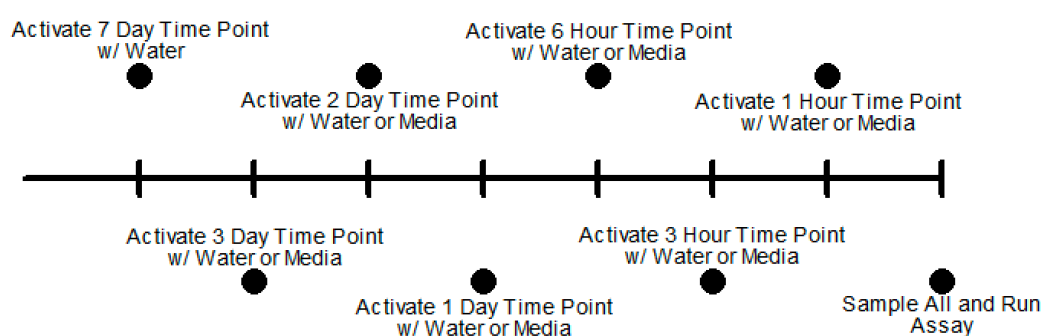 Activate 7 Day Time Point
w/ Water
Activate 6 Hour Time Point
w/ Water or Media
Activate 2 Day Time Point
w/ Water or Media
Activate 1 Hour Time Point
w/ Water or Media
Activate 3 Day Time Point
w/ Water or Media
Activate 3 Hour Time Point
w/ Water or Media
Activate 1 Day Time Point
w/ Water or Media
Sample All and Run
Assay